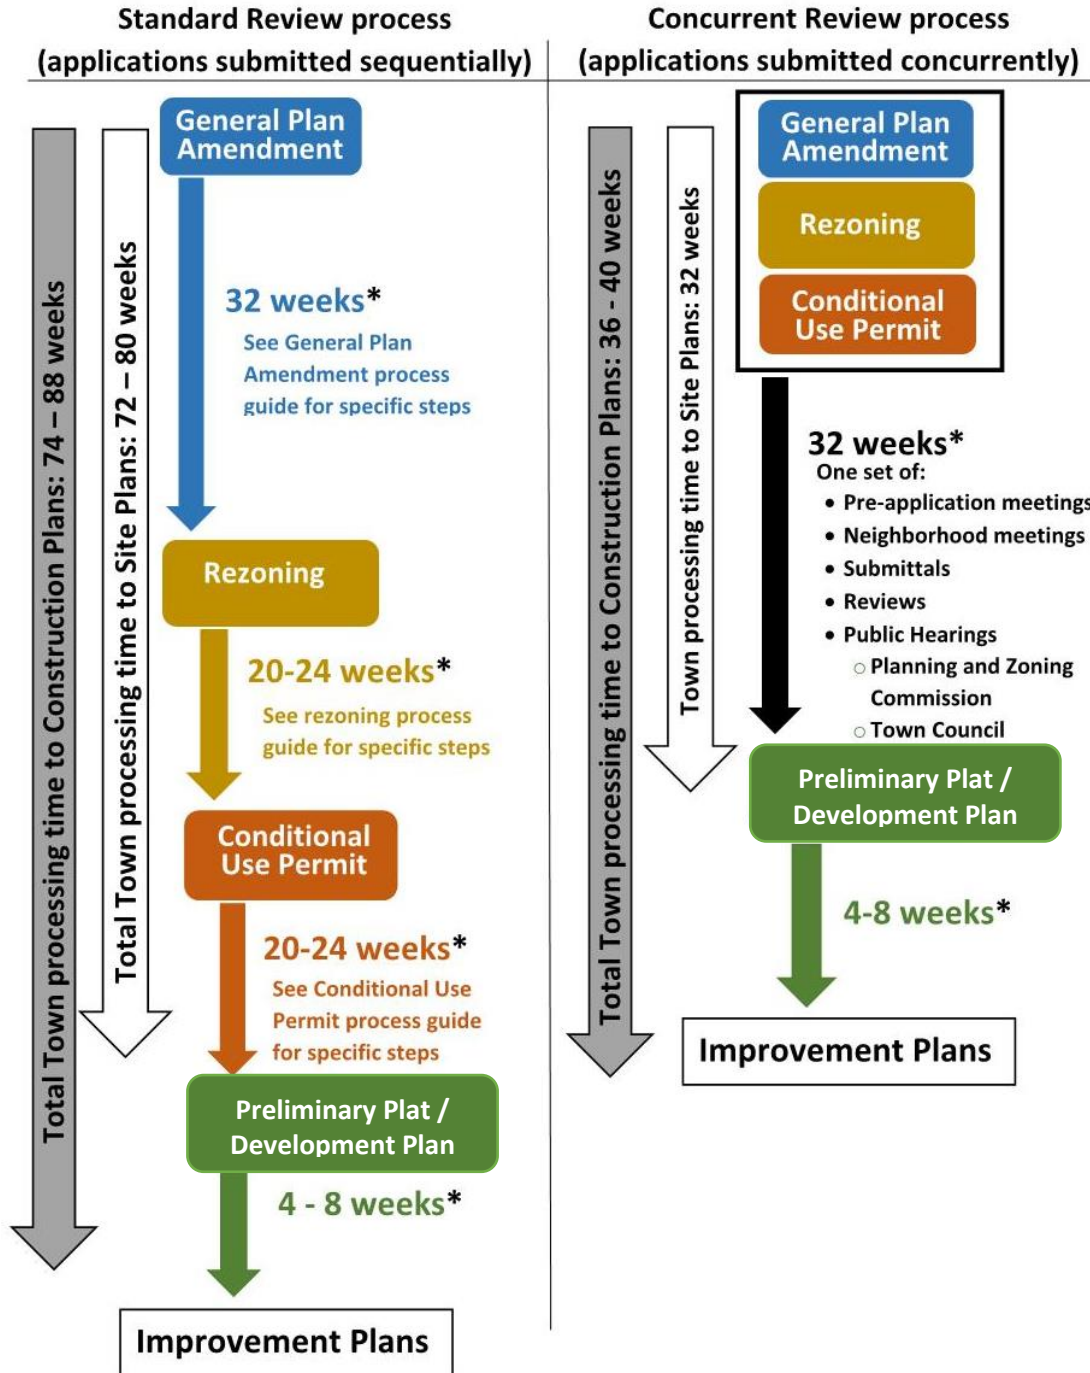 Standard Review process
(applications submitted sequentially)
Total Town processing time to Construction Plans: 74 – 88 weeks
Total Town processing time to Site Plans: 72 – 80 weeks
General Plan
Amendment
32 weeks*
See General Plan
Amendment process
guide for specific steps
Rezoning
20-24 weeks*
See rezoning process
guide for specific steps
Conditional
Use Permit
20-24 weeks*
See Conditional Use
Permit process guide
for specific steps
Preliminary Plat /
Development Plan
4 - 8 weeks*
Improvement Plans
Concurrent Review process
(applications submitted concurrently)
Total Town processing time to Construction Plans: 36 - 40 weeks
Town processing time to Site Plans: 32 weeks
General Plan
Amendment
Rezoning
Conditional
Use Permit
32 weeks*
One set of:
• Pre-application meetings
• Neighborhood meetings
• Submittals
• Reviews
• Public Hearings
○ Planning and Zoning
Commission
○ Town Council
Preliminary Plat /
Development Plan
4-8 weeks*
Improvement Plans